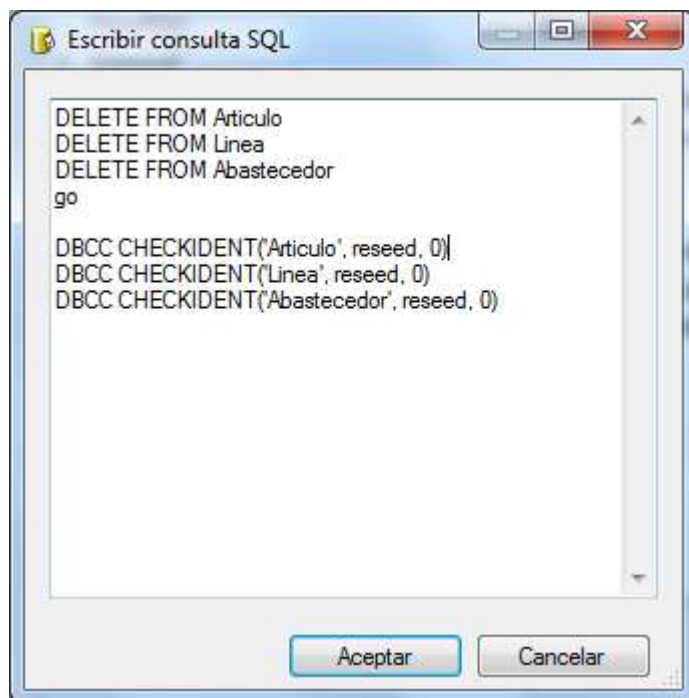 Escribir consulta SQL
DELETE FROM Articulo
DELETE FROM Linea
DELETE FROM Abastecedor
go
DBCC CHECKIDENT('Articulo', reseed, 0)
DBCC CHECKIDENT('Linea', reseed, 0)
DBCC CHECKIDENT('Abastecedor', reseed, 0)
Aceptar
Cancelar